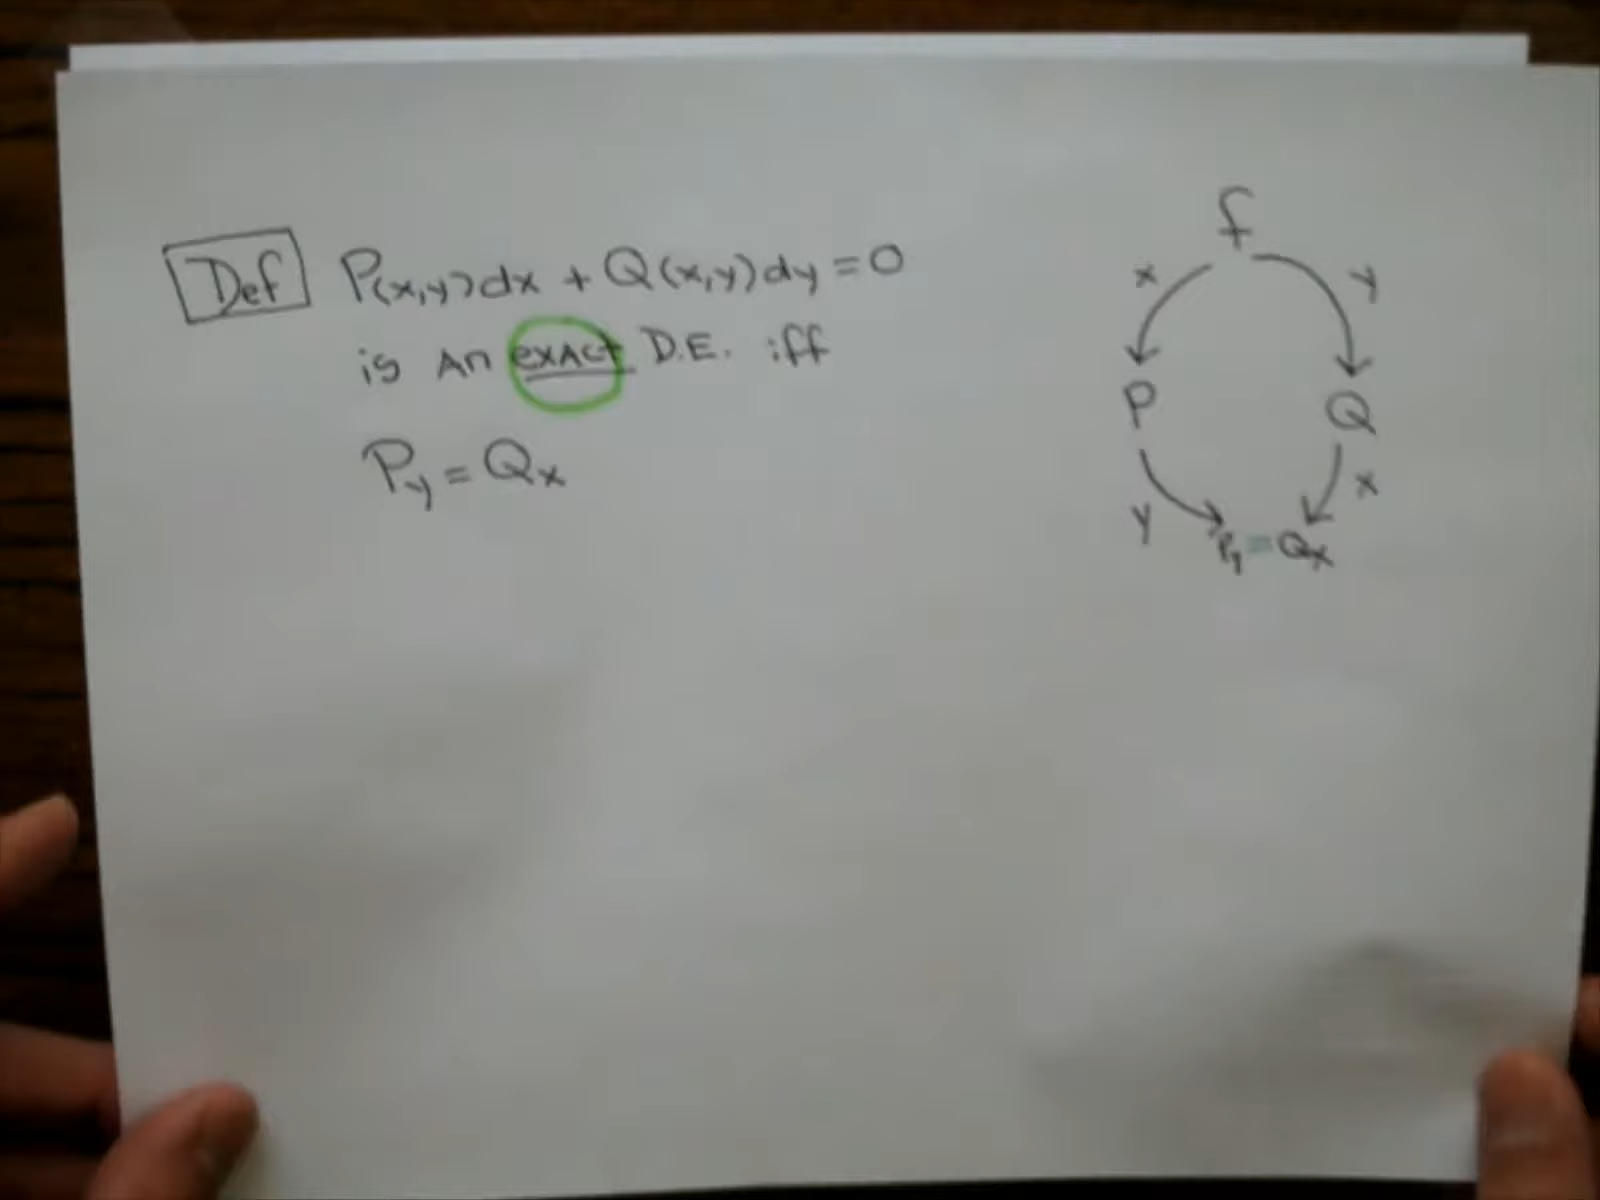 Def P(x,y)dx + Q(x,y)dy = 0
is An exAct D.E. iff
Py = Qx
f
x y
P Q
y x
Py = Qx